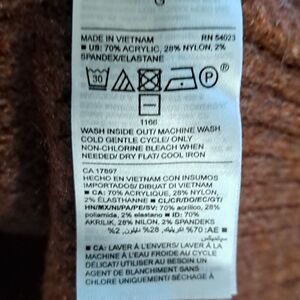 MADE IN VIETNAM RN 54023
■ US: 70% ACRYLIC, 28% NYLON, 2%
SPANDEX/ELASTANE
30
P
1166
WASH INSIDE OUT/ MACHINE WASH
COLD GENTLE CYCLE/ ONLY
NON-CHLORINE BLEACH WHEN
NEEDED/ DRY FLAT/ COOL IRON
CA 17897
HECHO EN VIETNAM CON INSUMOS
IMPORTADOS/ DIBUAT DI VIETNAM
■ CA: 70% ACRYLIQUE, 28% NYLON,
2% ÉLASTHANNE ■ CL/CR/DO/EC/GT/
HN/MX/NI/PA/PE/SV: 70% acrílico, 28%
poliamida, 2% elastano ■ ID: 70%
AKRILIK, 28% NILON, 2% SPANDEKS
■ CA: LAVER À L'ENVERS/ LAVER À LA
MACHINE À L'EAU FROIDE AU CYCLE
DÉLICAT/ UTILISER AU BESOIN UN
AGENT DE BLANCHIMENT SANS